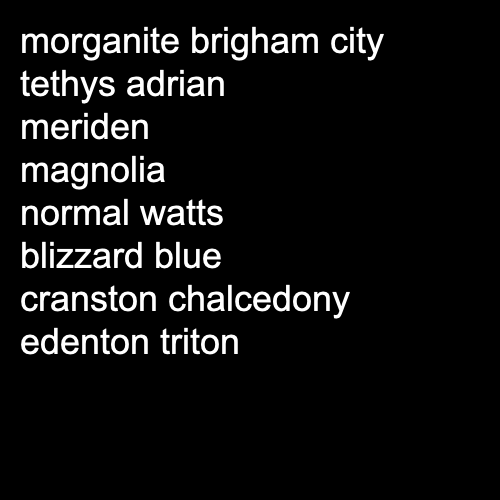 morganite brigham city
tethys adrian
meriden
magnolia
normal watts
blizzard blue
cranston chalcedony
edenton triton